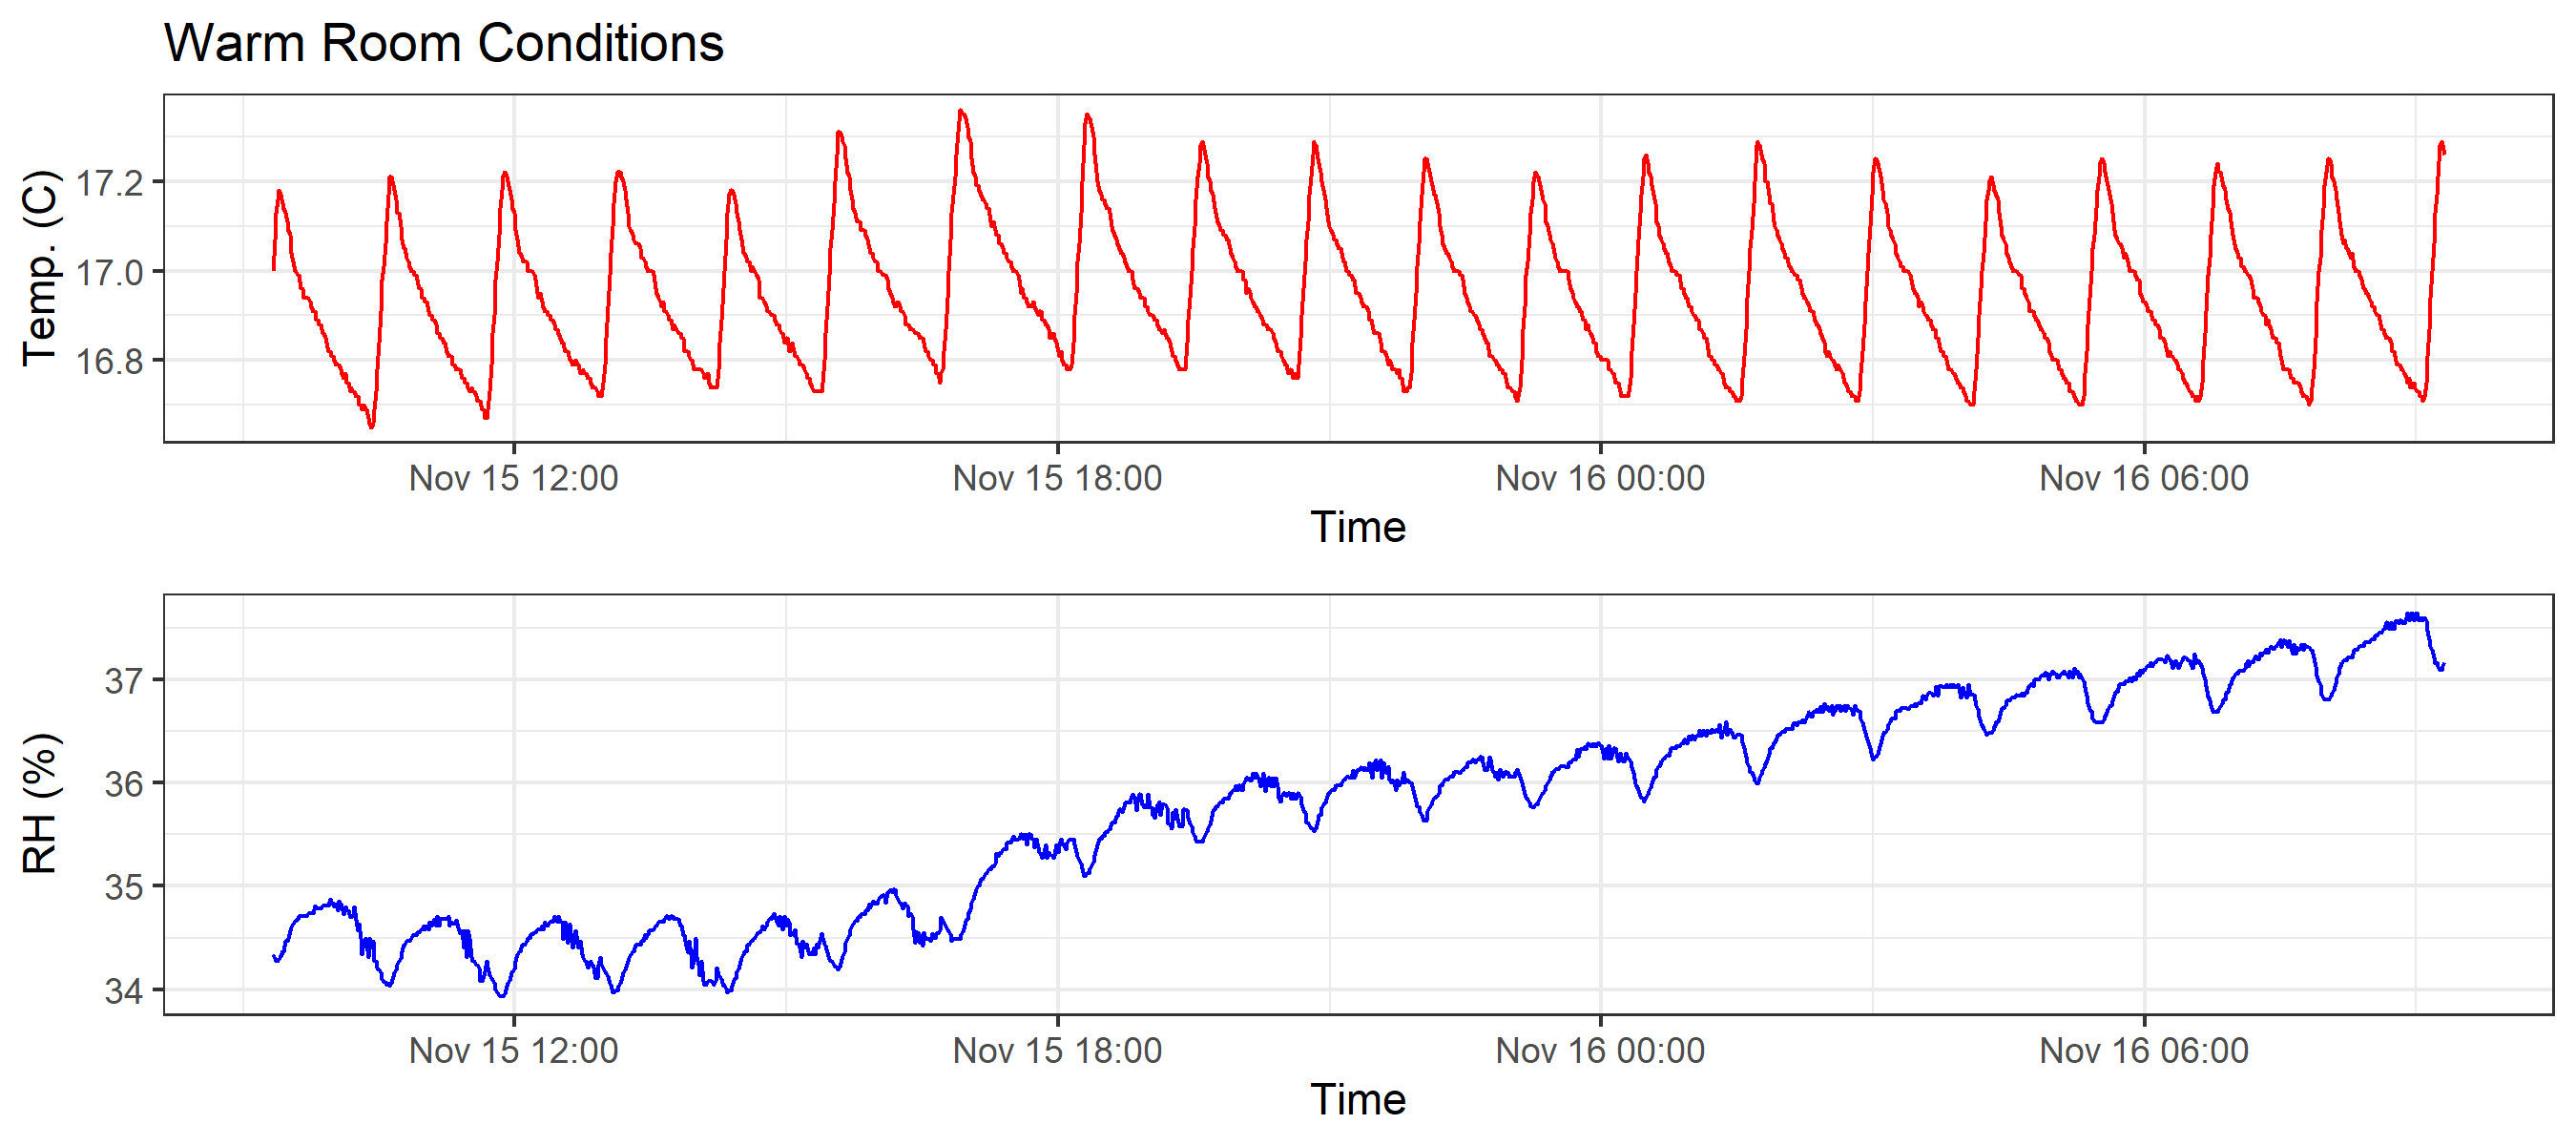 Warm Room Conditions
Temp. (C)
17.2
17.0
16.8
Nov 15 12:00 Nov 15 18:00 Nov 16 00:00 Nov 16 06:00
Time
RH (%)
37
36
35
34
Nov 15 12:00 Nov 15 18:00 Nov 16 00:00 Nov 16 06:00
Time